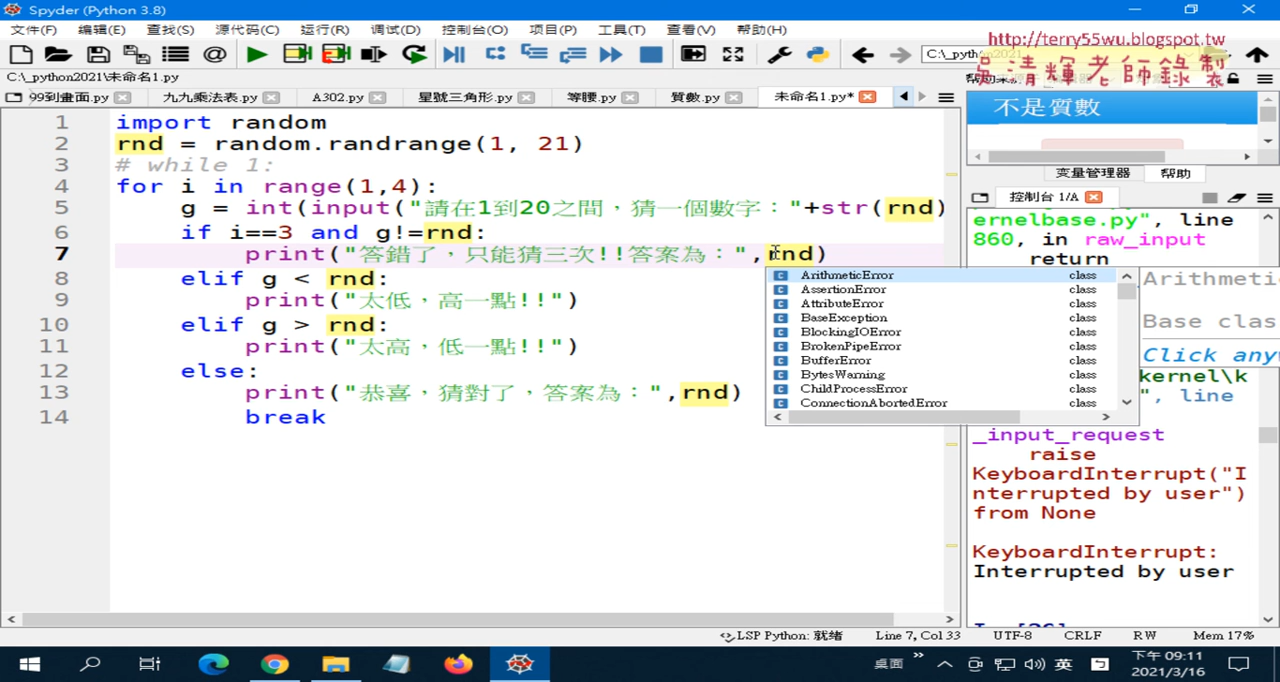 Spyder (Python 3.8)
文件(F) 编辑(E) 查找(S) 源代码(C) 运行(R) 调试(D) 控制台(O) 项目(P) 工具(T) 查看(V) 帮助(H)
http://terry55wu.blogspot.tw
吳清輝老師錄製
C:\_python2021\未命名1.py
99到畫面.py 九九乘法表.py A302.py 星號三角形.py 等腰.py 質數.py 未命名1.py*
1 import random
2 rnd = random.randrange(1, 21)
3 # while 1:
4 for i in range(1,4):
5 g = int(input("請在1到20之間，猜一個數字："+str(rnd)
6 if i==3 and g!=rnd:
7 print("答錯了，只能猜三次!!答案為：",rnd)
8 elif g < rnd:
9 print("太低，高一點!!")
10 elif g > rnd:
11 print("太高，低一點!!")
12 else:
13 print("恭喜，猜對了，答案為：",rnd)
14 break
ArithmeticError class
AssertionError class
AttributeError class
BaseException class
BlockingIOError class
BrokenPipeError class
BufferError class
BytesWarning class
ChildProcessError class
ConnectionAbortedError class
不是質數
变量管理器 帮助
控制台 1/A
ernelbase.py", line
860, in raw_input
return
Arithmetic
Base clas
Click any
kernel\k
", line
_input_request
raise
KeyboardInterrupt("I
nterrupted by user")
from None
KeyboardInterrupt:
Interrupted by user
LSP Python: 就绪 Line 7, Col 33 UTF-8 CRLF RW Mem 17%
桌面 英 下午 09:11
2021/3/16